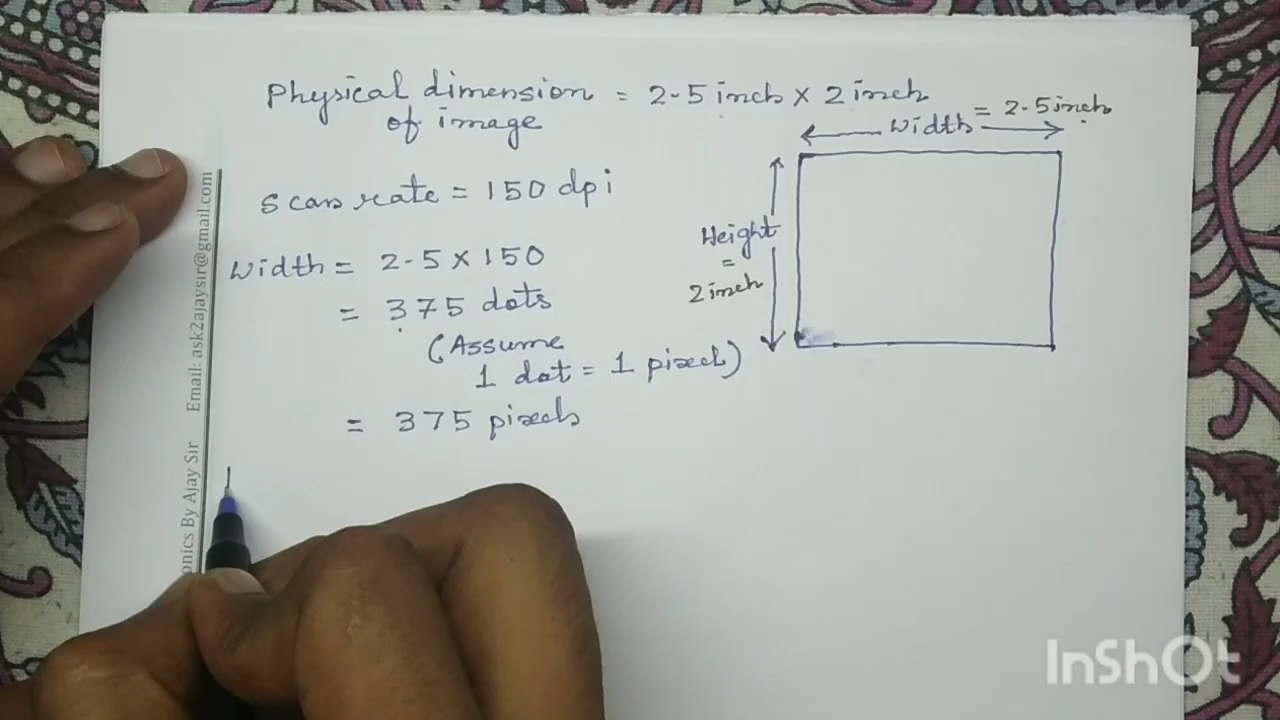 Physical dimension = 2.5 inch × 2 inch
of image
Width = 2.5 inch
Scan rate = 150 dpi
Height
=
2 inch
Width = 2.5 × 150
= 375 dots
(Assume
1 dot = 1 pixel)
= 375 pixels
onics By Ajay Sir Email: ask2ajaysir@gmail.com
InShOt